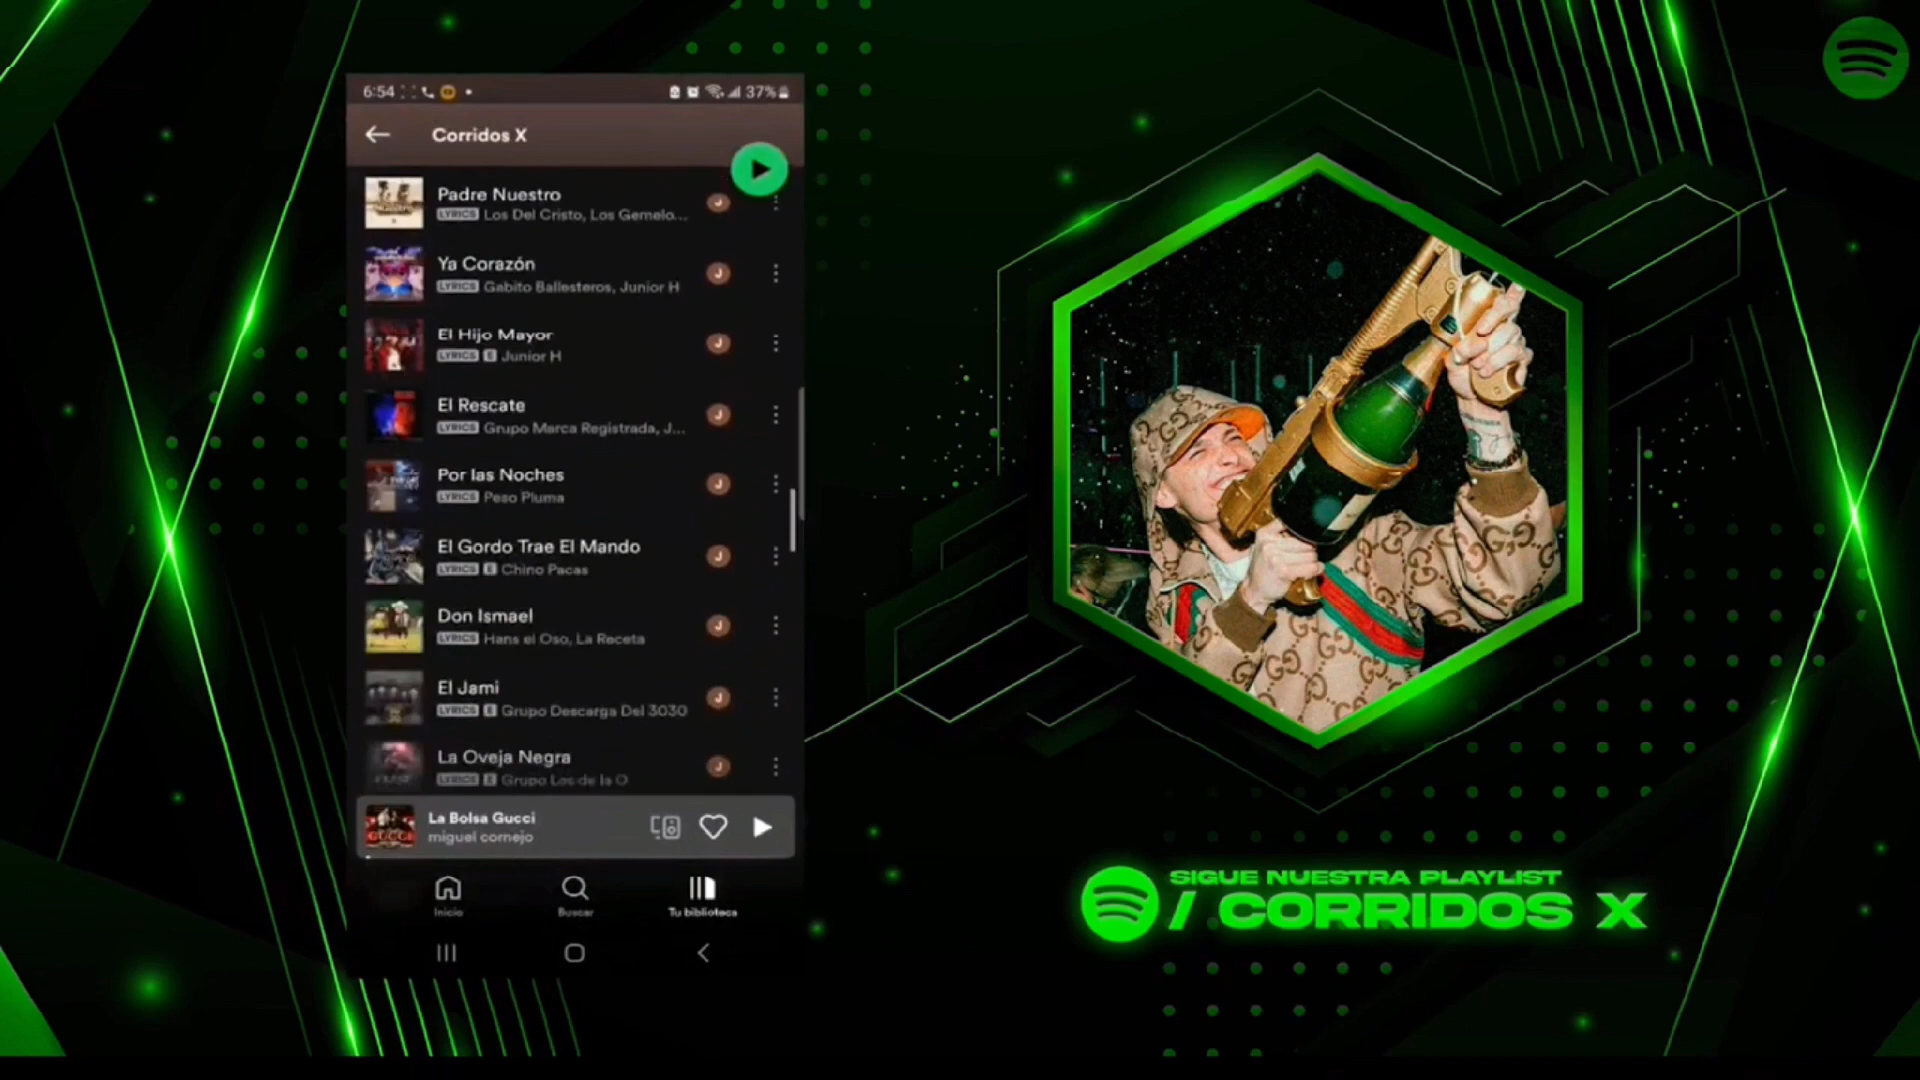 6:54
37%
Corridos X
Padre Nuestro
LYRICS Los Del Cristo, Los Gemelo...
Ya Corazón
LYRICS Gabito Ballesteros, Junior H
El Hijo Mayor
LYRICS E Junior H
El Rescate
LYRICS Grupo Marca Registrada, J...
Por las Noches
LYRICS Peso Pluma
El Gordo Trae El Mando
LYRICS E Chino Pacas
Don Ismael
LYRICS Hans el Oso, La Receta
El Jami
LYRICS E Grupo Descarga Del 3030
La Oveja Negra
LYRICS E Grupo Los de la O
La Bolsa Gucci
miguel cornejo
Inicio
Buscar
Tu biblioteca
SIGUE NUESTRA PLAYLIST
/ CORRIDOS X